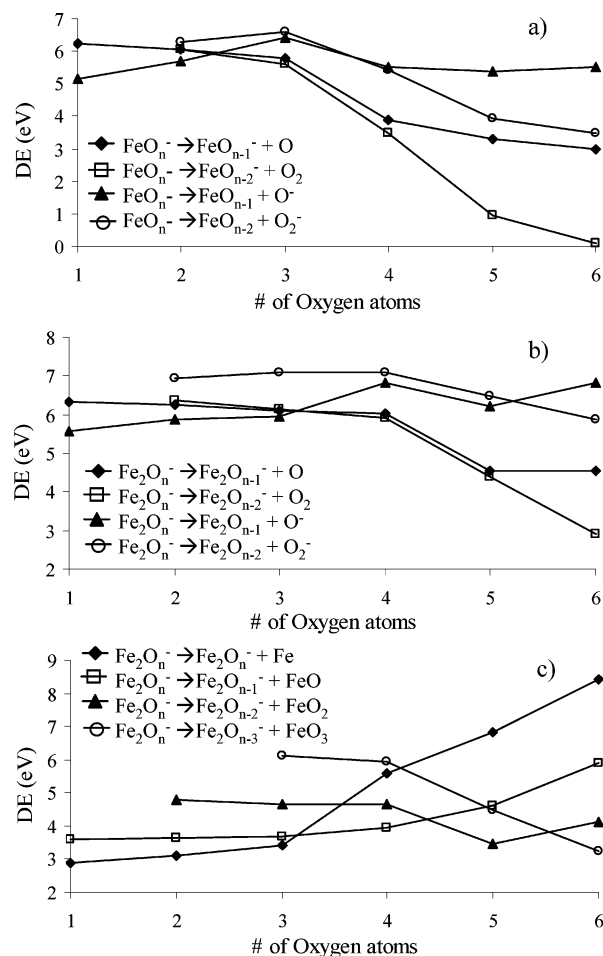 a)
7
6
5
4
3
2
1
0
DE (eV)
FeOₙ⁻ →FeOₙ₋₁⁻ + O
FeOₙ- →FeOₙ₋₂⁻ + O₂
FeOₙ- →FeOₙ₋₁ + O⁻
FeOₙ- →FeOₙ₋₂ + O₂⁻
1 2 3 4 5 6
# of Oxygen atoms
b)
8
7
6
5
4
3
2
DE (eV)
Fe₂Oₙ⁻ →Fe₂Oₙ₋₁⁻ + O
Fe₂Oₙ⁻ →Fe₂Oₙ₋₂⁻ + O₂
Fe₂Oₙ⁻ →Fe₂Oₙ₋₁ + O⁻
Fe₂Oₙ⁻ →Fe₂Oₙ₋₂ + O₂⁻
1 2 3 4 5 6
# of Oxygen atoms
c)
9
8
7
6
5
4
3
2
DE (eV)
Fe₂Oₙ⁻ →Fe₂Oₙ⁻ + Fe
Fe₂Oₙ⁻ →Fe₂Oₙ₋₁⁻ + FeO
Fe₂Oₙ⁻ →Fe₂Oₙ₋₂⁻ + FeO₂
Fe₂Oₙ⁻ →Fe₂Oₙ₋₃⁻ + FeO₃
1 2 3 4 5 6
# of Oxygen atoms